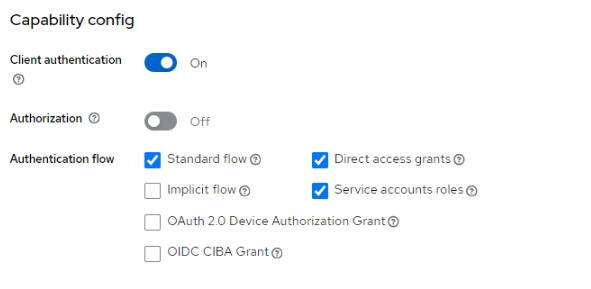 Capability config
Client authentication
On
Authorization
Off
Authentication flow
Standard flow
Direct access grants
Implicit flow
Service accounts roles
OAuth 2.0 Device Authorization Grant
OIDC CIBA Grant